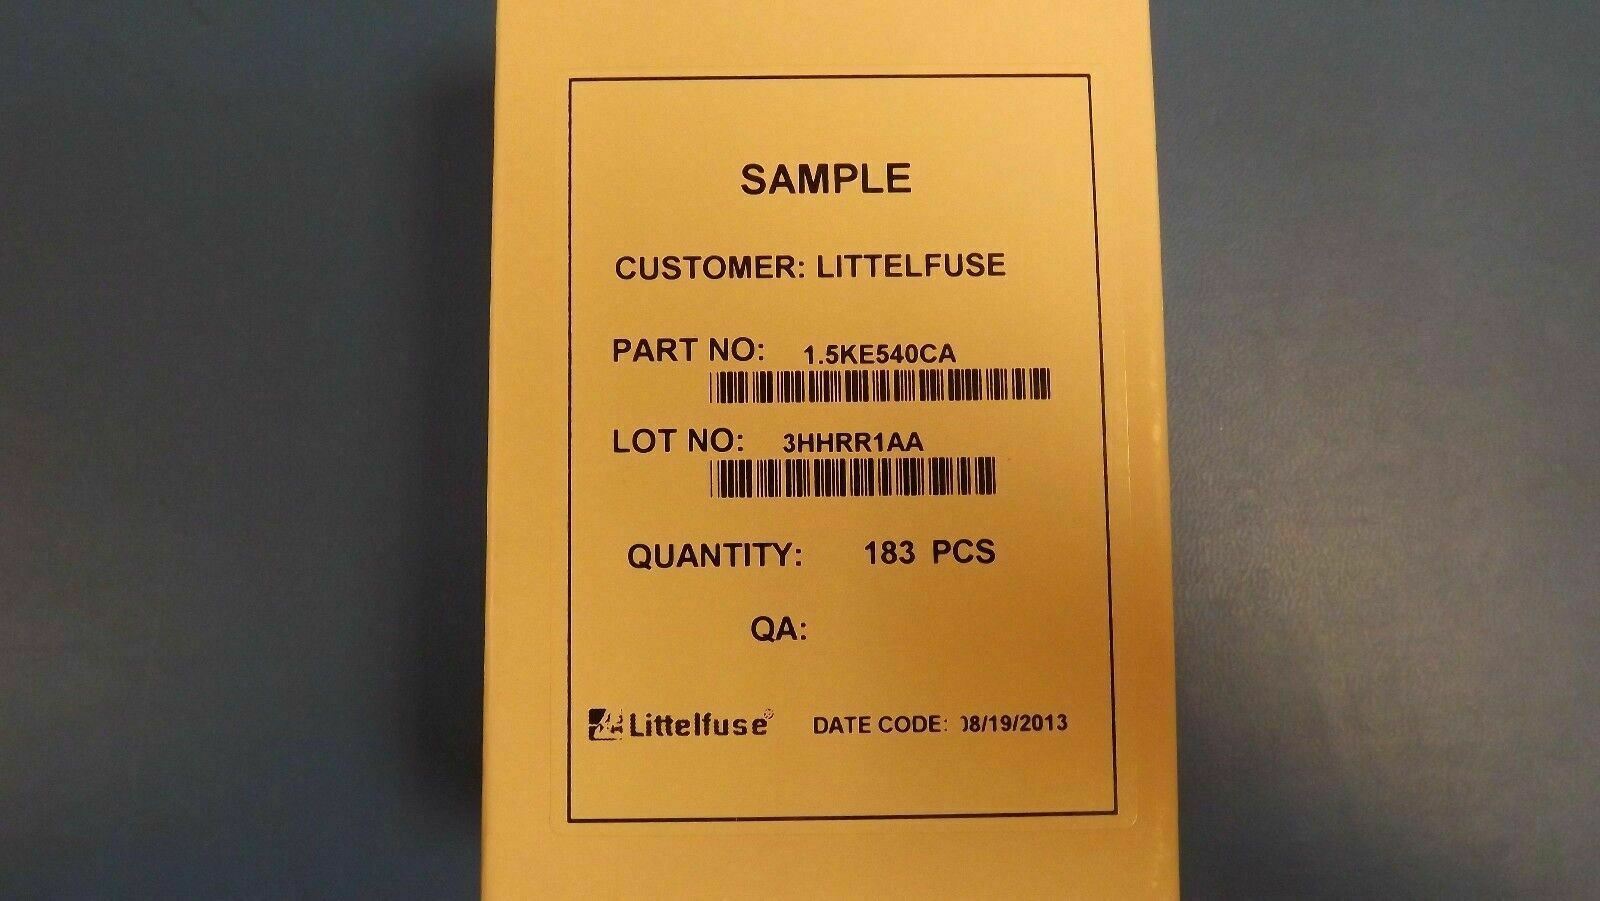 SAMPLE
CUSTOMER: LITTELFUSE
PART NO: 1.5KE540CA
LOT NO: 3HHRR1AA
QUANTITY: 183 PCS
QA:
Littelfuse® DATE CODE: 08/19/2013